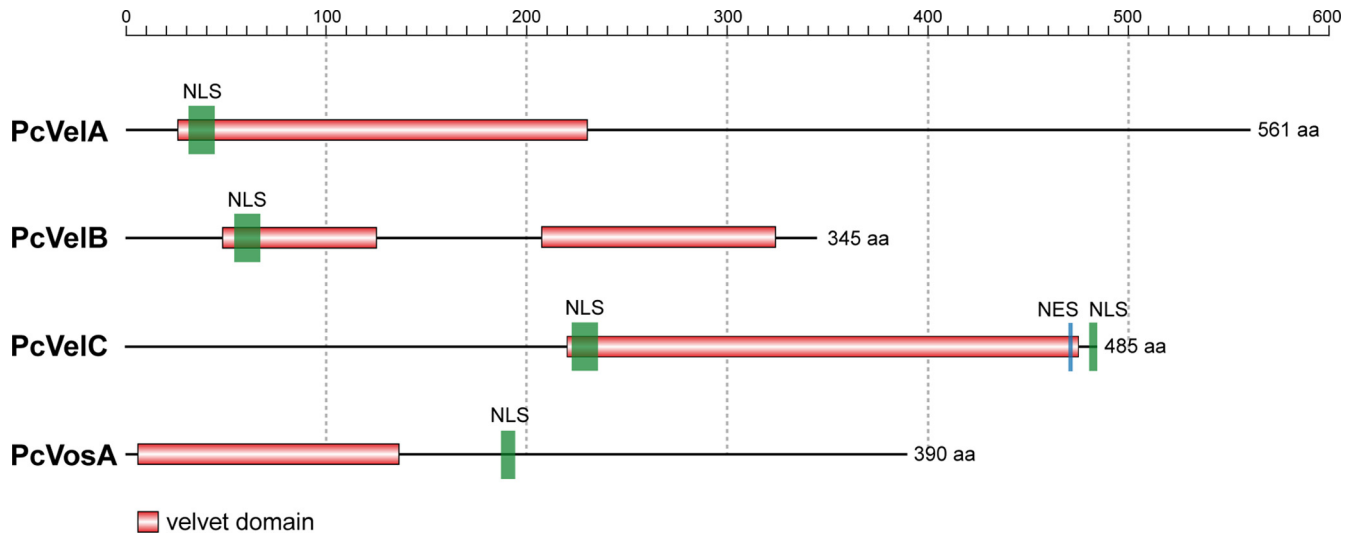 0 100 200 300 400 500 600
NLS
PcVelA 561 aa
NLS
PcVelB 345 aa
NLS NES NLS
PcVelC 485 aa
NLS
PcVosA 390 aa
velvet domain